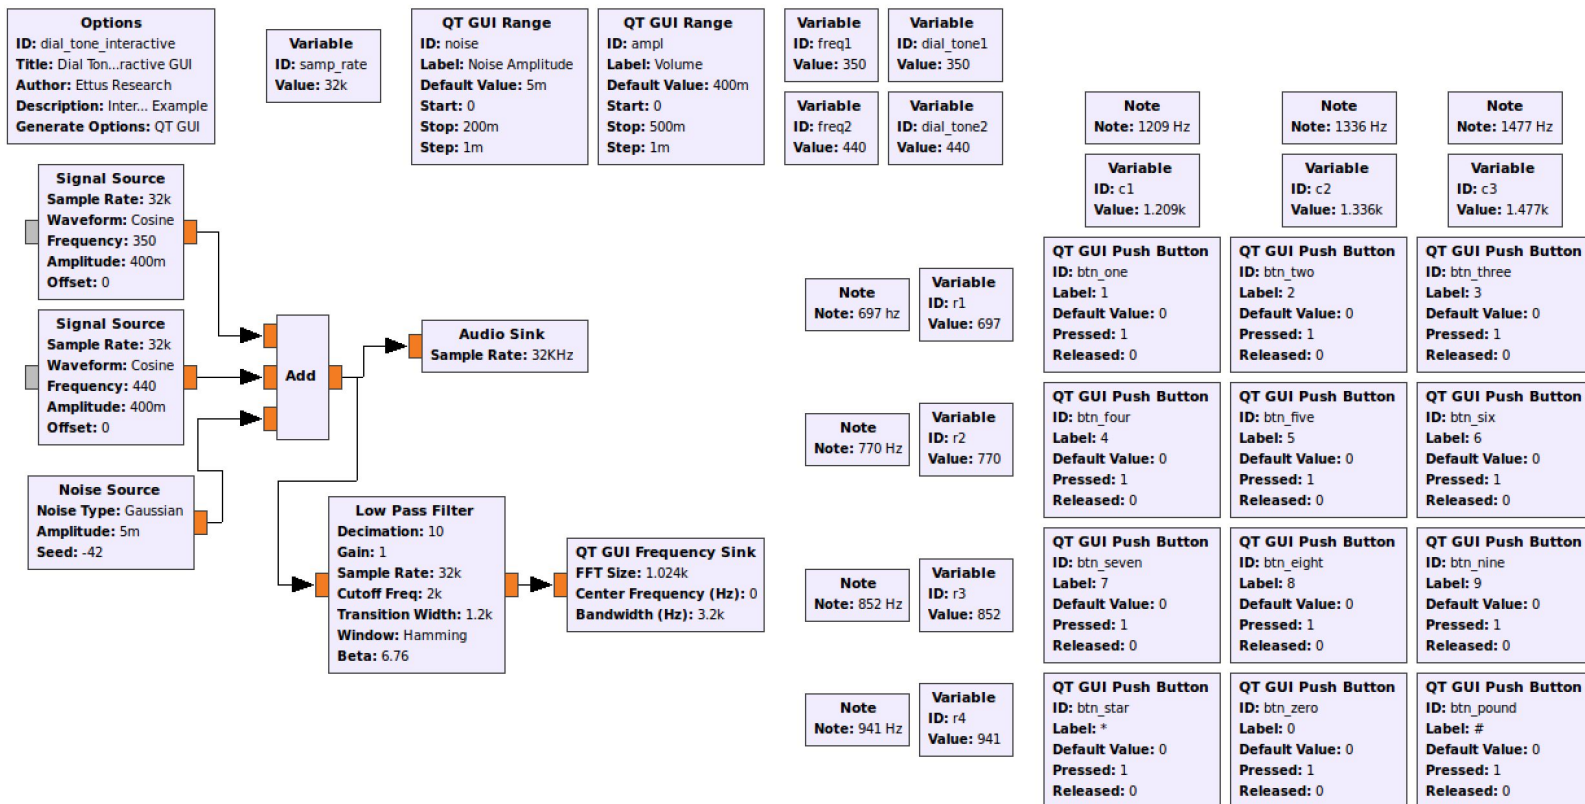 Options
ID: dial_tone_interactive
Title: Dial Ton...ractive GUI
Author: Ettus Research
Description: Inter... Example
Generate Options: QT GUI
Variable
ID: samp_rate
Value: 32k
QT GUI Range
ID: noise
Label: Noise Amplitude
Default Value: 5m
Start: 0
Stop: 200m
Step: 1m
QT GUI Range
ID: ampl
Label: Volume
Default Value: 400m
Start: 0
Stop: 500m
Step: 1m
Variable
ID: freq1
Value: 350
Variable
ID: dial_tone1
Value: 350
Variable
ID: freq2
Value: 440
Variable
ID: dial_tone2
Value: 440
Note
Note: 1209 Hz
Note
Note: 1336 Hz
Note
Note: 1477 Hz
Variable
ID: c1
Value: 1.209k
Variable
ID: c2
Value: 1.336k
Variable
ID: c3
Value: 1.477k
Signal Source
Sample Rate: 32k
Waveform: Cosine
Frequency: 350
Amplitude: 400m
Offset: 0
Signal Source
Sample Rate: 32k
Waveform: Cosine
Frequency: 440
Amplitude: 400m
Offset: 0
Noise Source
Noise Type: Gaussian
Amplitude: 5m
Seed: -42
Add
Audio Sink
Sample Rate: 32KHz
Low Pass Filter
Decimation: 10
Gain: 1
Sample Rate: 32k
Cutoff Freq: 2k
Transition Width: 1.2k
Window: Hamming
Beta: 6.76
QT GUI Frequency Sink
FFT Size: 1.024k
Center Frequency (Hz): 0
Bandwidth (Hz): 3.2k
Note
Note: 697 hz
Variable
ID: r1
Value: 697
QT GUI Push Button
ID: btn_one
Label: 1
Default Value: 0
Pressed: 1
Released: 0
QT GUI Push Button
ID: btn_two
Label: 2
Default Value: 0
Pressed: 1
Released: 0
QT GUI Push Button
ID: btn_three
Label: 3
Default Value: 0
Pressed: 1
Released: 0
Note
Note: 770 Hz
Variable
ID: r2
Value: 770
QT GUI Push Button
ID: btn_four
Label: 4
Default Value: 0
Pressed: 1
Released: 0
QT GUI Push Button
ID: btn_five
Label: 5
Default Value: 0
Pressed: 1
Released: 0
QT GUI Push Button
ID: btn_six
Label: 6
Default Value: 0
Pressed: 1
Released: 0
Note
Note: 852 Hz
Variable
ID: r3
Value: 852
QT GUI Push Button
ID: btn_seven
Label: 7
Default Value: 0
Pressed: 1
Released: 0
QT GUI Push Button
ID: btn_eight
Label: 8
Default Value: 0
Pressed: 1
Released: 0
QT GUI Push Button
ID: btn_nine
Label: 9
Default Value: 0
Pressed: 1
Released: 0
Note
Note: 941 Hz
Variable
ID: r4
Value: 941
QT GUI Push Button
ID: btn_star
Label: *
Default Value: 0
Pressed: 1
Released: 0
QT GUI Push Button
ID: btn_zero
Label: 0
Default Value: 0
Pressed: 1
Released: 0
QT GUI Push Button
ID: btn_pound
Label: #
Default Value: 0
Pressed: 1
Released: 0